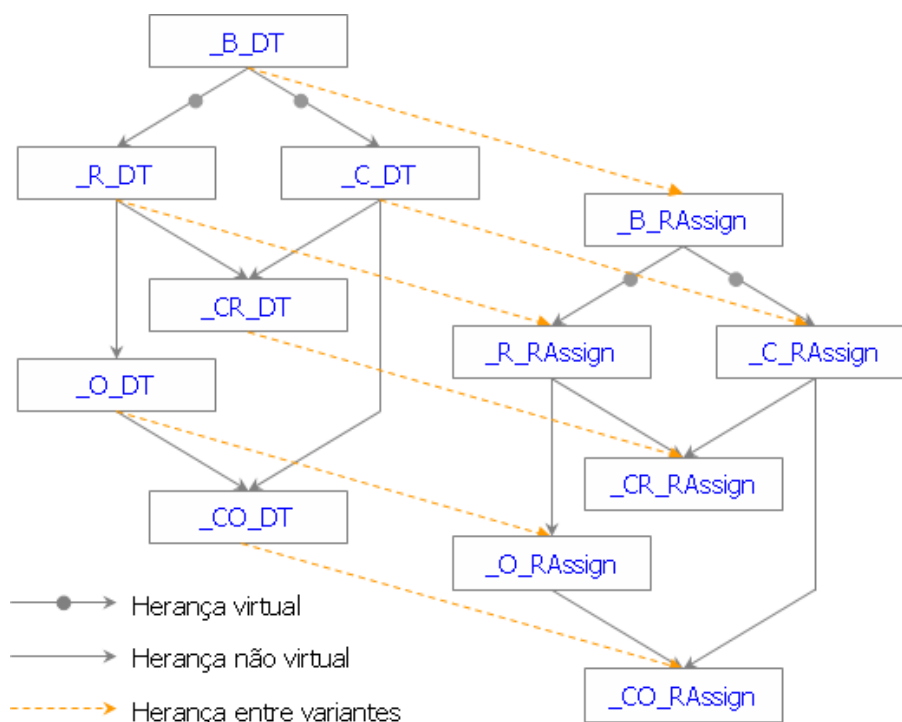 _B_DT
_R_DT
_C_DT
_B_RAssign
_CR_DT
_R_RAssign
_C_RAssign
_O_DT
_CR_RAssign
_CO_DT
_O_RAssign
Herança virtual
Herança não virtual
_CO_RAssign
Herança entre variantes